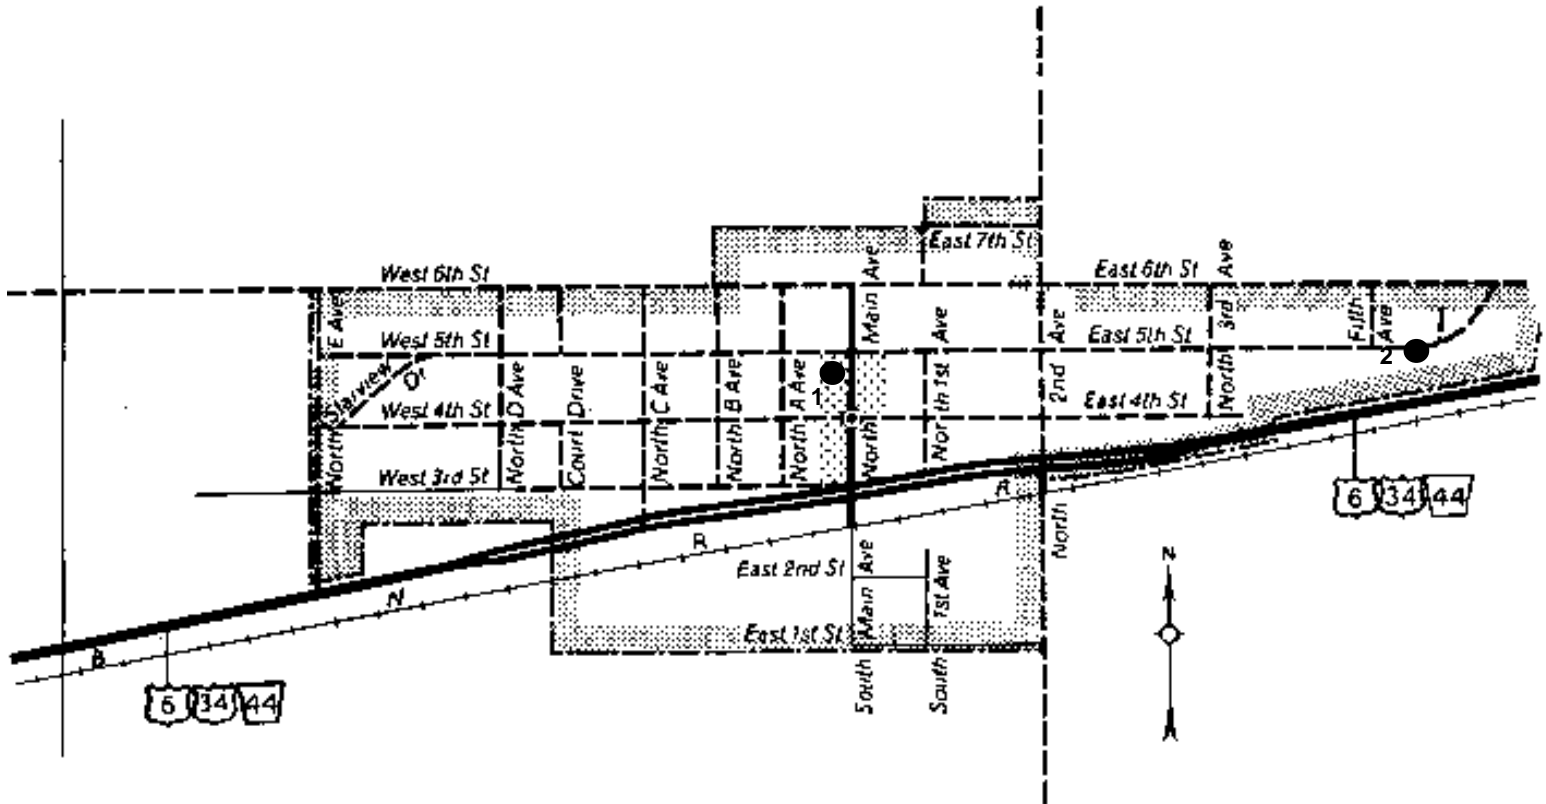 East 7th St
West 6th St
East 6th St
North Main Ave
North 3rd Ave
North E Ave
West 5th St
East 5th St
Fifth Ave
2
Starview Dr
North D Ave
Court Drive
North C Ave
North B Ave
North A Ave
1
North 1st Ave
North 2nd Ave
West 4th St
East 4th St
West 3rd St
6 34 44
B N R R
N
East 2nd St
South Main Ave
South 1st Ave
East 1st St
6 34 44